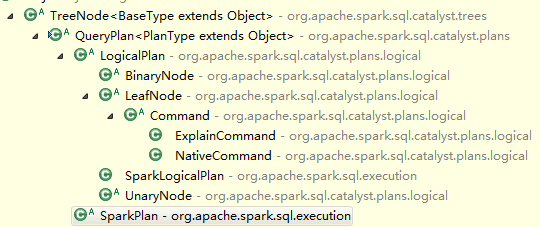 TreeNode<BaseType extends Object> - org.apache.spark.sql.catalyst.trees
QueryPlan<PlanType extends Object> - org.apache.spark.sql.catalyst.plans
LogicalPlan - org.apache.spark.sql.catalyst.plans.logical
BinaryNode - org.apache.spark.sql.catalyst.plans.logical
LeafNode - org.apache.spark.sql.catalyst.plans.logical
Command - org.apache.spark.sql.catalyst.plans.logical
ExplainCommand - org.apache.spark.sql.catalyst.plans.logical
NativeCommand - org.apache.spark.sql.catalyst.plans.logical
SparkLogicalPlan - org.apache.spark.sql.execution
UnaryNode - org.apache.spark.sql.catalyst.plans.logical
SparkPlan - org.apache.spark.sql.execution